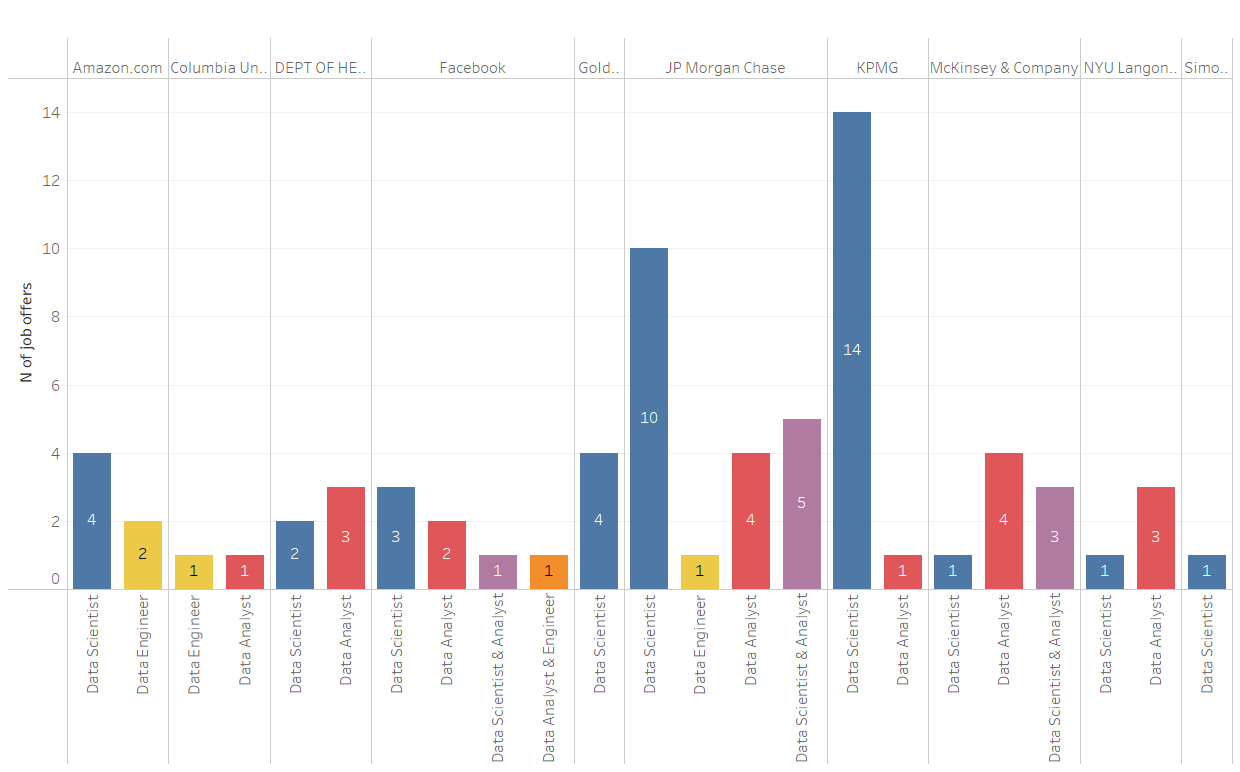 Amazon.com Columbia Un.. DEPT OF HE.. Facebook Gold.. JP Morgan Chase KPMG McKinsey & Company NYU Langon.. Simo..
N of job offers
14
12
10
8
6
4
2
0
4 2 1 1 2 3 3 2 1 1 4 10 1 4 5 14 1 1 4 3 1 3 1
Data Scientist
Data Engineer
Data Engineer
Data Analyst
Data Scientist
Data Analyst
Data Scientist
Data Analyst
Data Scientist & Analyst
Data Analyst & Engineer
Data Scientist
Data Scientist
Data Engineer
Data Analyst
Data Scientist & Analyst
Data Scientist
Data Analyst
Data Scientist
Data Analyst
Data Scientist & Analyst
Data Scientist
Data Analyst
Data Scientist